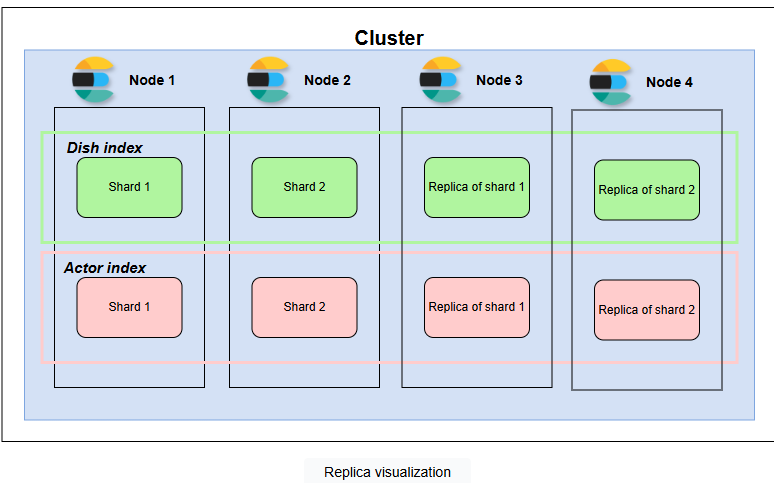 Cluster
Node 1
Node 2
Node 3
Node 4
Dish index
Shard 1
Shard 2
Replica of shard 1
Replica of shard 2
Actor index
Shard 1
Shard 2
Replica of shard 1
Replica of shard 2
Replica visualization